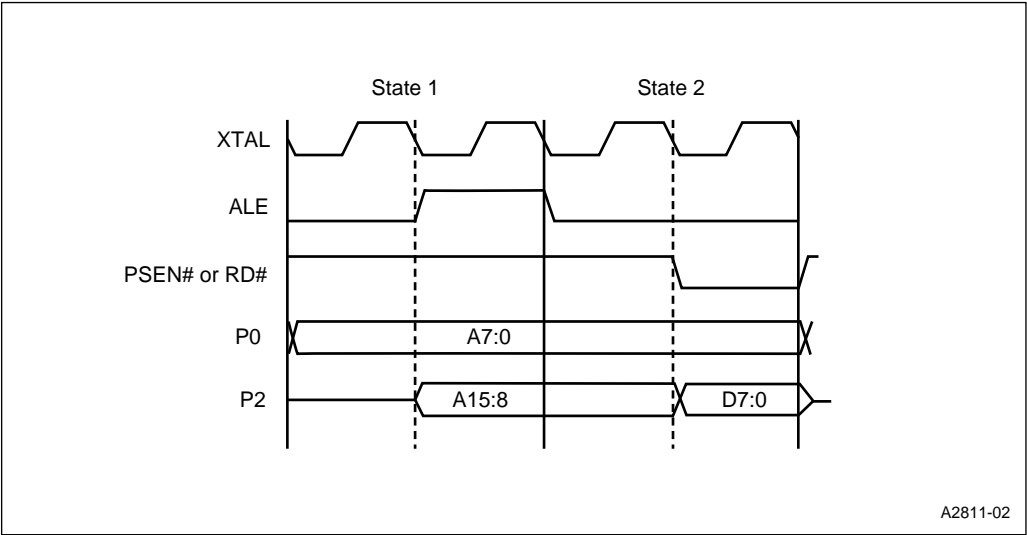 State 1 State 2
XTAL
ALE
PSEN# or RD#
P0 A7:0
P2 A15:8 D7:0
A2811-02